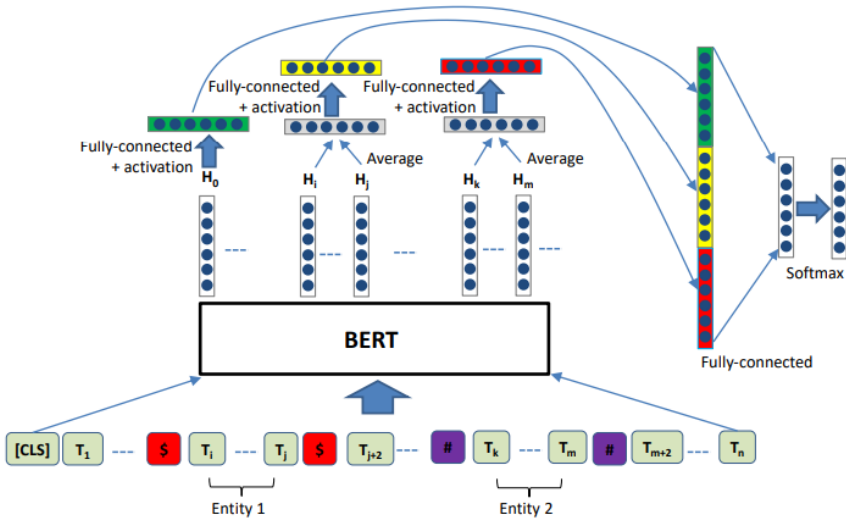 Fully-connected
+ activation
Fully-connected
+ activation
Fully-connected
+ activation
Average
Average
H0
Hi
Hj
Hk
Hm
Softmax
BERT
Fully-connected
[CLS]
T1
$
Ti
Tj
$
Tj+2
#
Tk
Tm
#
Tm+2
Tn
Entity 1
Entity 2